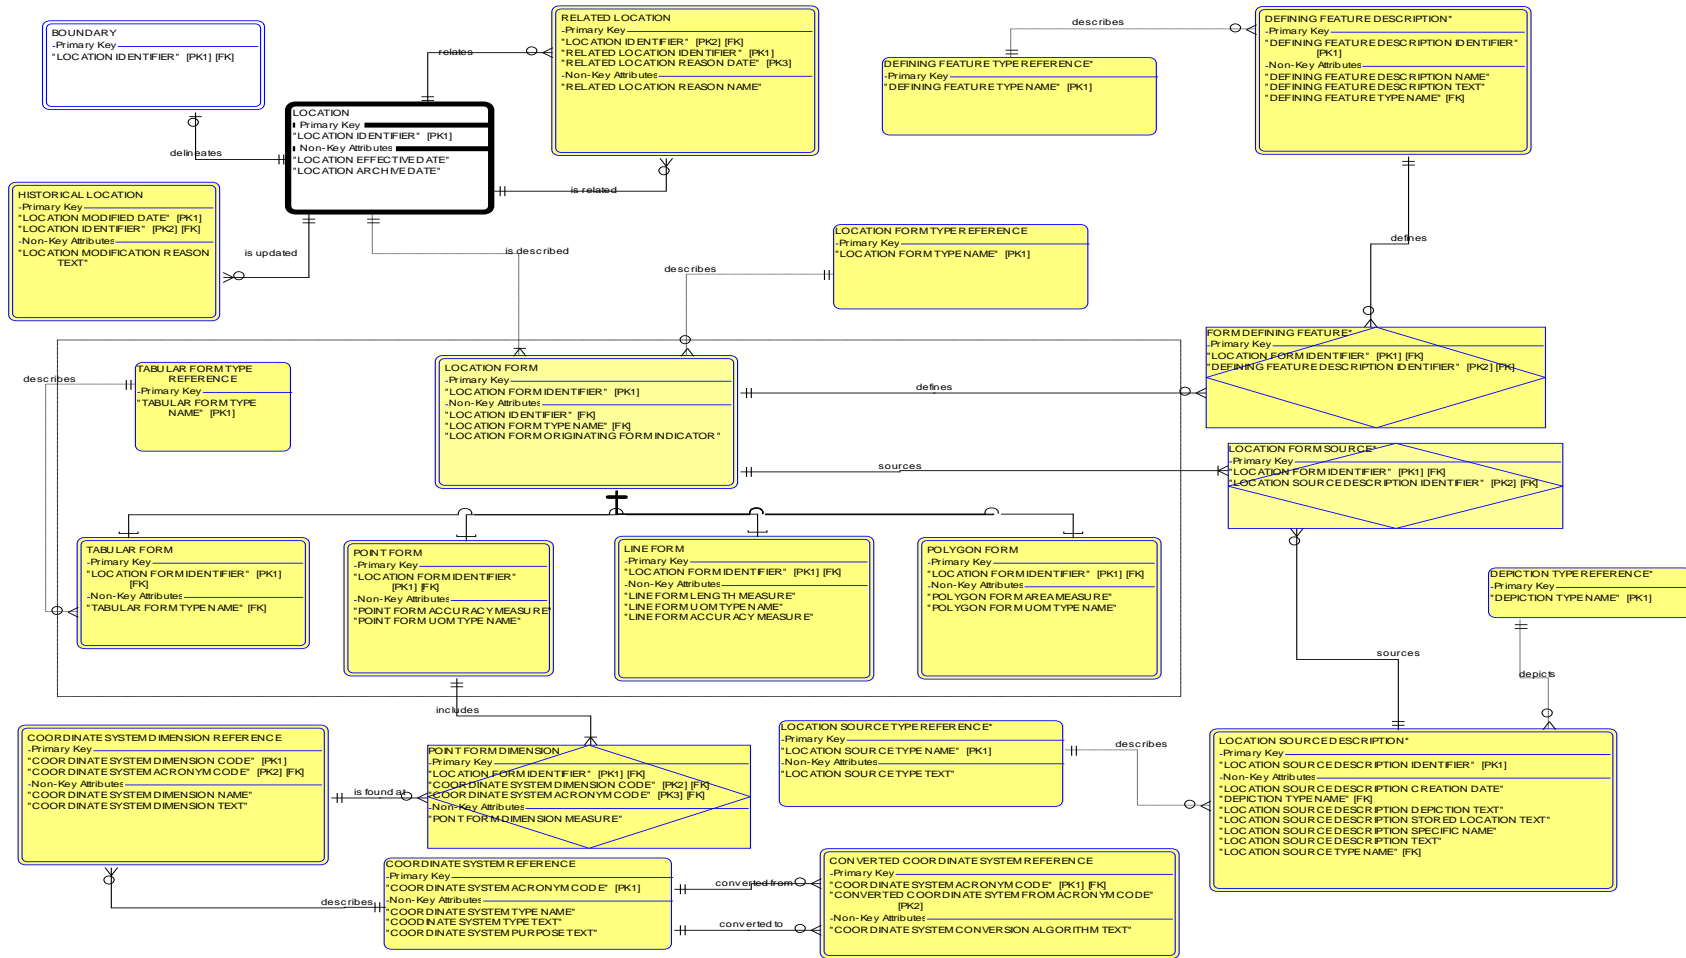 BOUNDARY
-Primary Key
"LOCATION IDENTIFIER" [PK1] [FK]
RELATED LOCATION
-Primary Key
"LOCATION IDENTIFIER" [PK2] [FK]
"RELATED LOCATION IDENTIFIER" [PK1]
"RELATED LOCATION REASON DATE" [PK3]
-Non-Key Attributes
"RELATED LOCATION REASON NAME"
describes
DEFINING FEATURE TYPE REFERENCE*
-Primary Key
"DEFINING FEATURE TYPE NAME" [PK1]
DEFINING FEATURE DESCRIPTION*
-Primary Key
"DEFINING FEATURE DESCRIPTION IDENTIFIER"
[PK1]
-Non-Key Attributes
"DEFINING FEATURE DESCRIPTION NAME"
"DEFINING FEATURE DESCRIPTION TEXT"
"DEFINING FEATURE TYPE NAME" [FK]
relates
LOCATION
Primary Key
"LOCATION IDENTIFIER" [PK1]
Non-Key Attributes
"LOCATION EFFECTIVE DATE"
"LOCATION ARCHIVE DATE"
delineates
is related
HISTORICAL LOCATION
-Primary Key
"LOCATION MODIFIED DATE" [PK1]
"LOCATION IDENTIFIER" [PK2] [FK]
-Non-Key Attributes
"LOCATION MODIFICATION REASON
TEXT"
is updated
is described
describes
LOCATION FORM TYPE REFERENCE
-Primary Key
"LOCATION FORM TYPE NAME" [PK1]
defines
FORM DEFINING FEATURE*
-Primary Key
"LOCATION FORM IDENTIFIER" [PK1] [FK]
"DEFINING FEATURE DESCRIPTION IDENTIFIER" [PK2] [FK]
describes
TABULAR FORM TYPE
REFERENCE
-Primary Key
"TABULAR FORM TYPE
NAME" [PK1]
LOCATION FORM
-Primary Key
"LOCATION FORM IDENTIFIER" [PK1]
-Non-Key Attributes
"LOCATION IDENTIFIER" [FK]
"LOCATION FORM TYPE NAME" [FK]
"LOCATION FORM ORIGINATING FORM INDICATOR"
defines
sources
LOCATION FORM SOURCE*
-Primary Key
"LOCATION FORM IDENTIFIER" [PK1] [FK]
"LOCATION SOURCE DESCRIPTION IDENTIFIER" [PK2] [FK]
TABULAR FORM
-Primary Key
"LOCATION FORM IDENTIFIER" [PK1]
[FK]
-Non-Key Attributes
"TABULAR FORM TYPE NAME" [FK]
POINT FORM
-Primary Key
"LOCATION FORM IDENTIFIER"
[PK1] [FK]
-Non-Key Attributes
"POINT FORM ACCURACY MEASURE"
"POINT FORM UOM TYPE NAME"
LINE FORM
-Primary Key
"LOCATION FORM IDENTIFIER" [PK1] [FK]
-Non-Key Attributes
"LINE FORM LENGTH MEASURE"
"LINE FORM UOM TYPE NAME"
"LINE FORM ACCURACY MEASURE"
POLYGON FORM
-Primary Key
"LOCATION FORM IDENTIFIER" [PK1] [FK]
-Non-Key Attributes
"POLYGON FORM AREA MEASURE"
"POLYGON FORM UOM TYPE NAME"
DEPICTION TYPE REFERENCE*
-Primary Key
"DEPICTION TYPE NAME" [PK1]
sources
depicts
includes
COORDINATE SYSTEM DIMENSION REFERENCE
-Primary Key
"COORDINATE SYSTEM DIMENSION CODE" [PK1]
"COORDINATE SYSTEM ACRONYM CODE" [PK2] [FK]
-Non-Key Attributes
"COORDINATE SYSTEM DIMENSION NAME"
"COORDINATE SYSTEM DIMENSION TEXT"
is found at
POINT FORM DIMENSION
-Primary Key
"LOCATION FORM IDENTIFIER" [PK1] [FK]
"COORDINATE SYSTEM DIMENSION CODE" [PK2] [FK]
"COORDINATE SYSTEM ACRONYM CODE" [PK3] [FK]
-Non-Key Attributes
"PONT FORM DIMENSION MEASURE"
LOCATION SOURCE TYPE REFERENCE*
-Primary Key
"LOCATION SOURCE TYPE NAME" [PK1]
-Non-Key Attributes
"LOCATION SOURCE TYPE TEXT"
describes
LOCATION SOURCE DESCRIPTION*
-Primary Key
"LOCATION SOURCE DESCRIPTION IDENTIFIER" [PK1]
-Non-Key Attributes
"LOCATION SOURCE DESCRIPTION CREATION DATE"
"DEPICTION TYPE NAME" [FK]
"LOCATION SOURCE DESCRIPTION DEPICTION TEXT"
"LOCATION SOURCE DESCRIPTION STORED LOCATION TEXT"
"LOCATION SOURCE DESCRIPTION SPECIFIC NAME"
"LOCATION SOURCE DESCRIPTION TEXT"
"LOCATION SOURCE TYPE NAME" [FK]
describes
COORDINATE SYSTEM REFERENCE
-Primary Key
"COORDINATE SYSTEM ACRONYM CODE" [PK1]
-Non-Key Attributes
"COORDINATE SYSTEM TYPE NAME"
"COODINATE SYSTEM TYPE TEXT"
"COORDINATE SYSTEM PURPOSE TEXT"
converted from
converted to
CONVERTED COORDINATE SYSTEM REFERENCE
-Primary Key
"COORDINATE SYSTEM ACRONYM CODE" [PK1] [FK]
"CONVERTED COORDINATE SYTEM FROM ACRONYM CODE"
[PK2]
-Non-Key Attributes
"COORDINATE SYSTEM CONVERSION ALGORITHM TEXT"